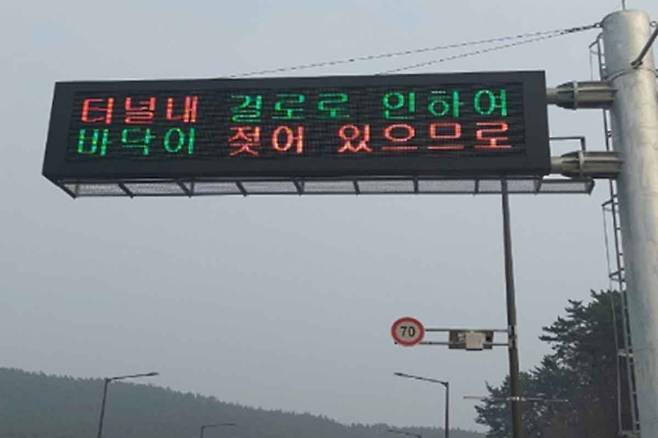 터널내 결로로 인하여
바닥이 젖어 있으므로
70